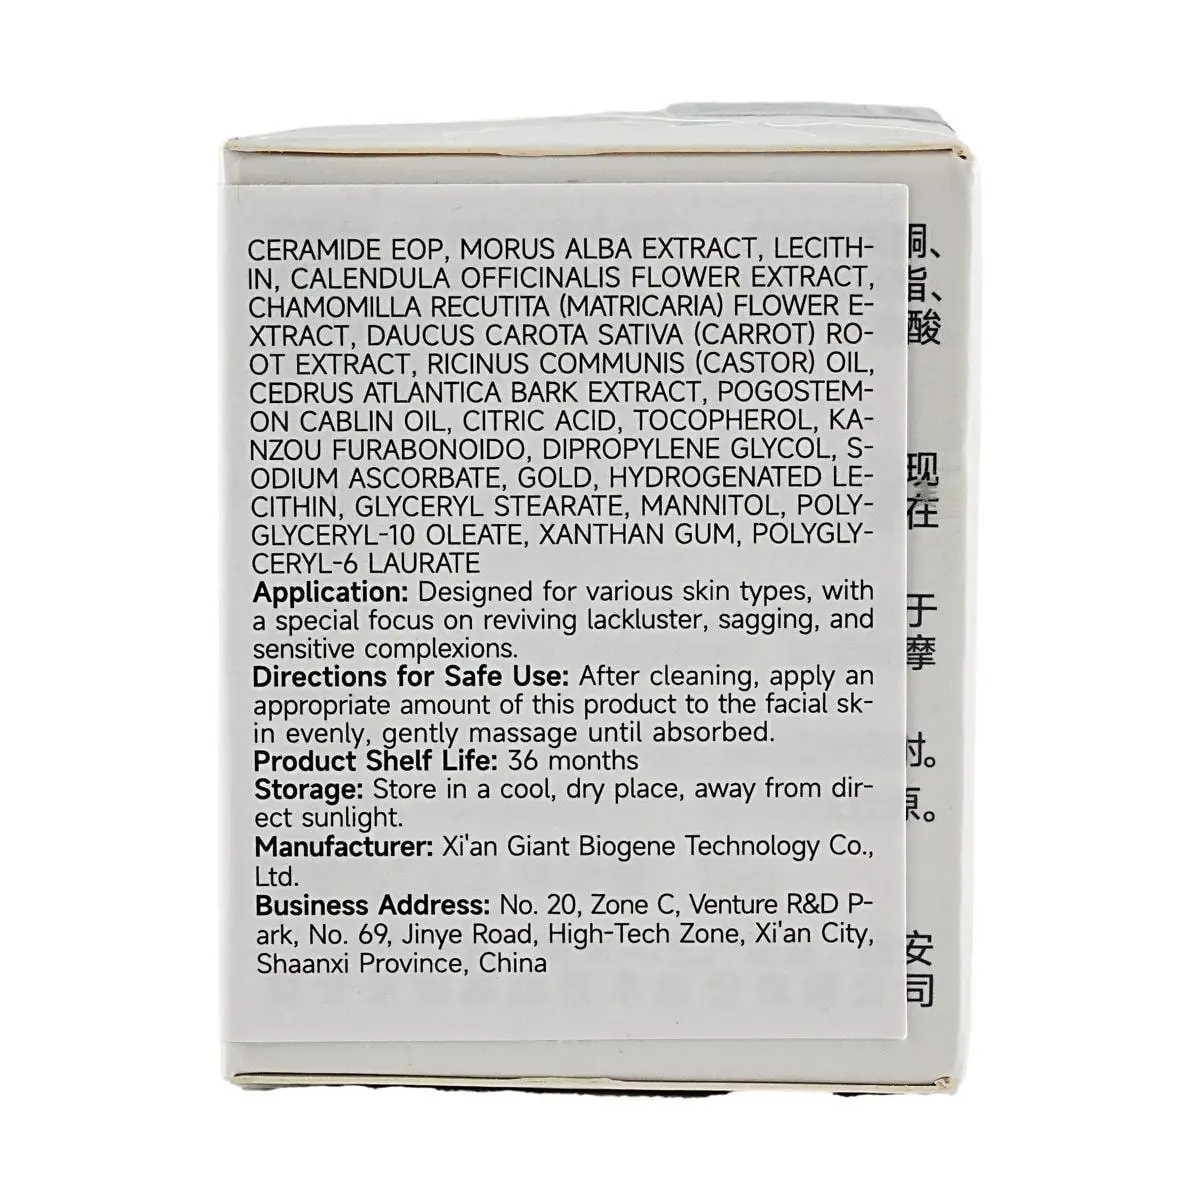 CERAMIDE EOP, MORUS ALBA EXTRACT, LECITH-
IN, CALENDULA OFFICINALIS FLOWER EXTRACT,
CHAMOMILLA RECUTITA (MATRICARIA) FLOWER E-
XTRACT, DAUCUS CAROTA SATIVA (CARROT) RO-
OT EXTRACT, RICINUS COMMUNIS (CASTOR) OIL,
CEDRUS ATLANTICA BARK EXTRACT, POGOSTEM-
ON CABLIN OIL, CITRIC ACID, TOCOPHEROL, KA-
NZOU FURABONOIDO, DIPROPYLENE GLYCOL, S-
ODIUM ASCORBATE, GOLD, HYDROGENATED LE-
CITHIN, GLYCERYL STEARATE, MANNITOL, POLY-
GLYCERYL-10 OLEATE, XANTHAN GUM, POLYGLY-
CERYL-6 LAURATE
Application: Designed for various skin types, with
a special focus on reviving lackluster, sagging, and
sensitive complexions.
Directions for Safe Use: After cleaning, apply an
appropriate amount of this product to the facial sk-
in evenly, gently massage until absorbed.
Product Shelf Life: 36 months
Storage: Store in a cool, dry place, away from dir-
ect sunlight.
Manufacturer: Xi'an Giant Biogene Technology Co.,
Ltd.
Business Address: No. 20, Zone C, Venture R&D P-
ark, No. 69, Jinye Road, High-Tech Zone, Xi'an City,
Shaanxi Province, China
酸
现
在
于
摩
安
司